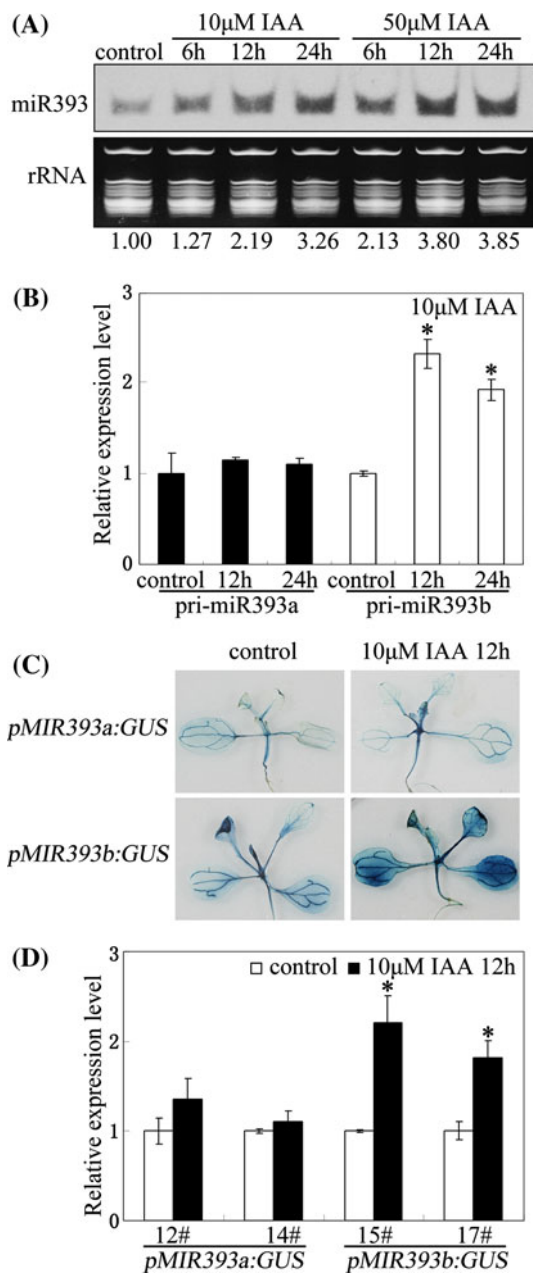 (A)
10μM IAA 50μM IAA
control 6h 12h 24h 6h 12h 24h
miR393
rRNA
1.00 1.27 2.19 3.26 2.13 3.80 3.85
(B)
10μM IAA
Relative expression level
3
2
1
0
* *
control 12h 24h control 12h 24h
pri-miR393a pri-miR393b
(C)
control 10μM IAA 12h
pMIR393a:GUS
pMIR393b:GUS
(D)
control 10μM IAA 12h
Relative expression level
3
2
1
0
* *
12# 14# 15# 17#
pMIR393a:GUS pMIR393b:GUS